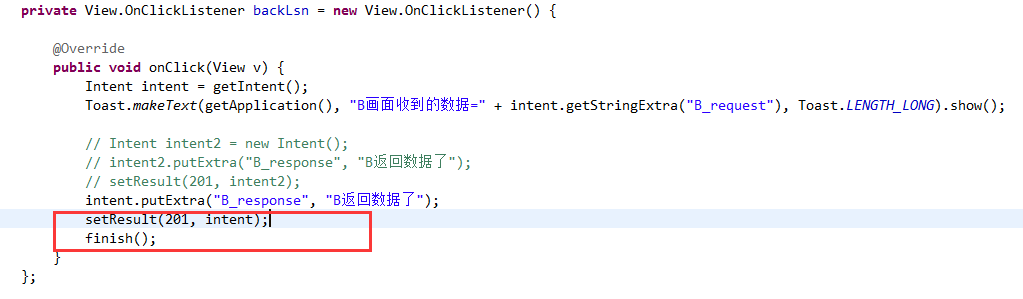 private View.OnClickListener backLsn = new View.OnClickListener() {
@Override
public void onClick(View v) {
Intent intent = getIntent();
Toast.makeText(getApplication(), "B画面收到的数据=" + intent.getStringExtra("B_request"), Toast.LENGTH_LONG).show();
// Intent intent2 = new Intent();
// intent2.putExtra("B_response", "B返回数据了");
// setResult(201, intent2);
intent.putExtra("B_response", "B返回数据了");
setResult(201, intent);
finish();
}
};